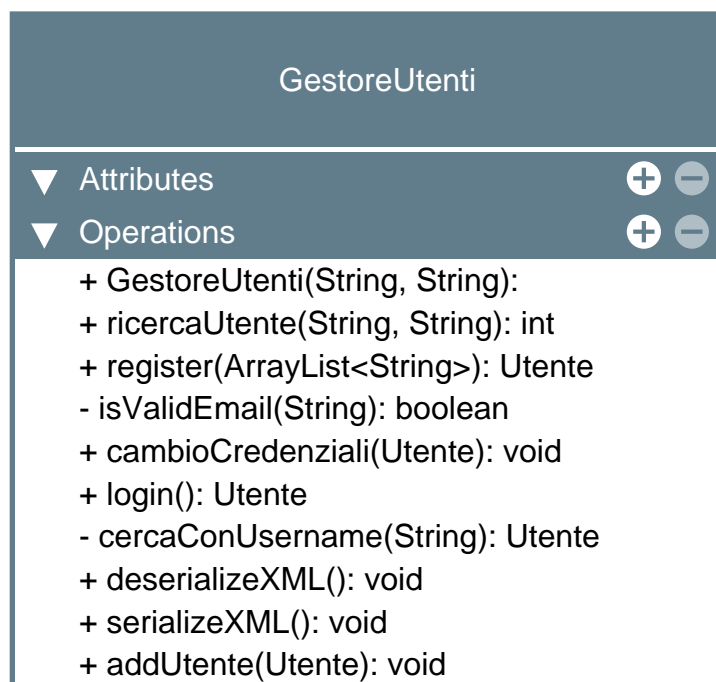 GestoreUtenti
Attributes
Operations
+ GestoreUtenti(String, String):
+ ricercaUtente(String, String): int
+ register(ArrayList<String>): Utente
- isValidEmail(String): boolean
+ cambioCredenziali(Utente): void
+ login(): Utente
- cercaConUsername(String): Utente
+ deserializeXML(): void
+ serializeXML(): void
+ addUtente(Utente): void